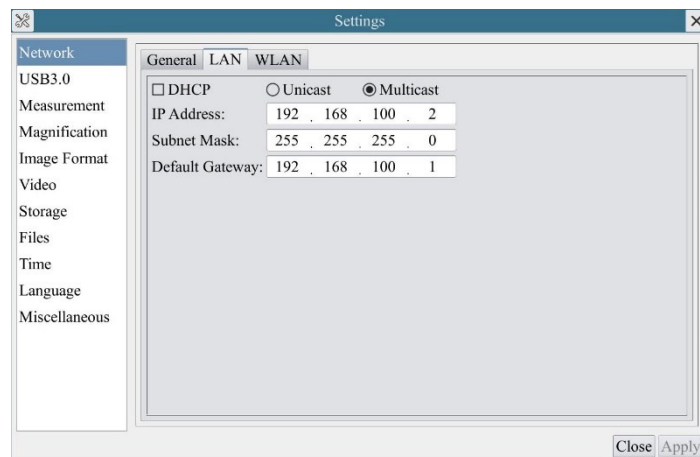 Settings
Network
USB3.0
Measurement
Magnification
Image Format
Video
Storage
Files
Time
Language
Miscellaneous
General LAN WLAN
DHCP Unicast Multicast
IP Address: 192 . 168 . 100 . 2
Subnet Mask: 255 . 255 . 255 . 0
Default Gateway: 192 . 168 . 100 . 1
Close Apply